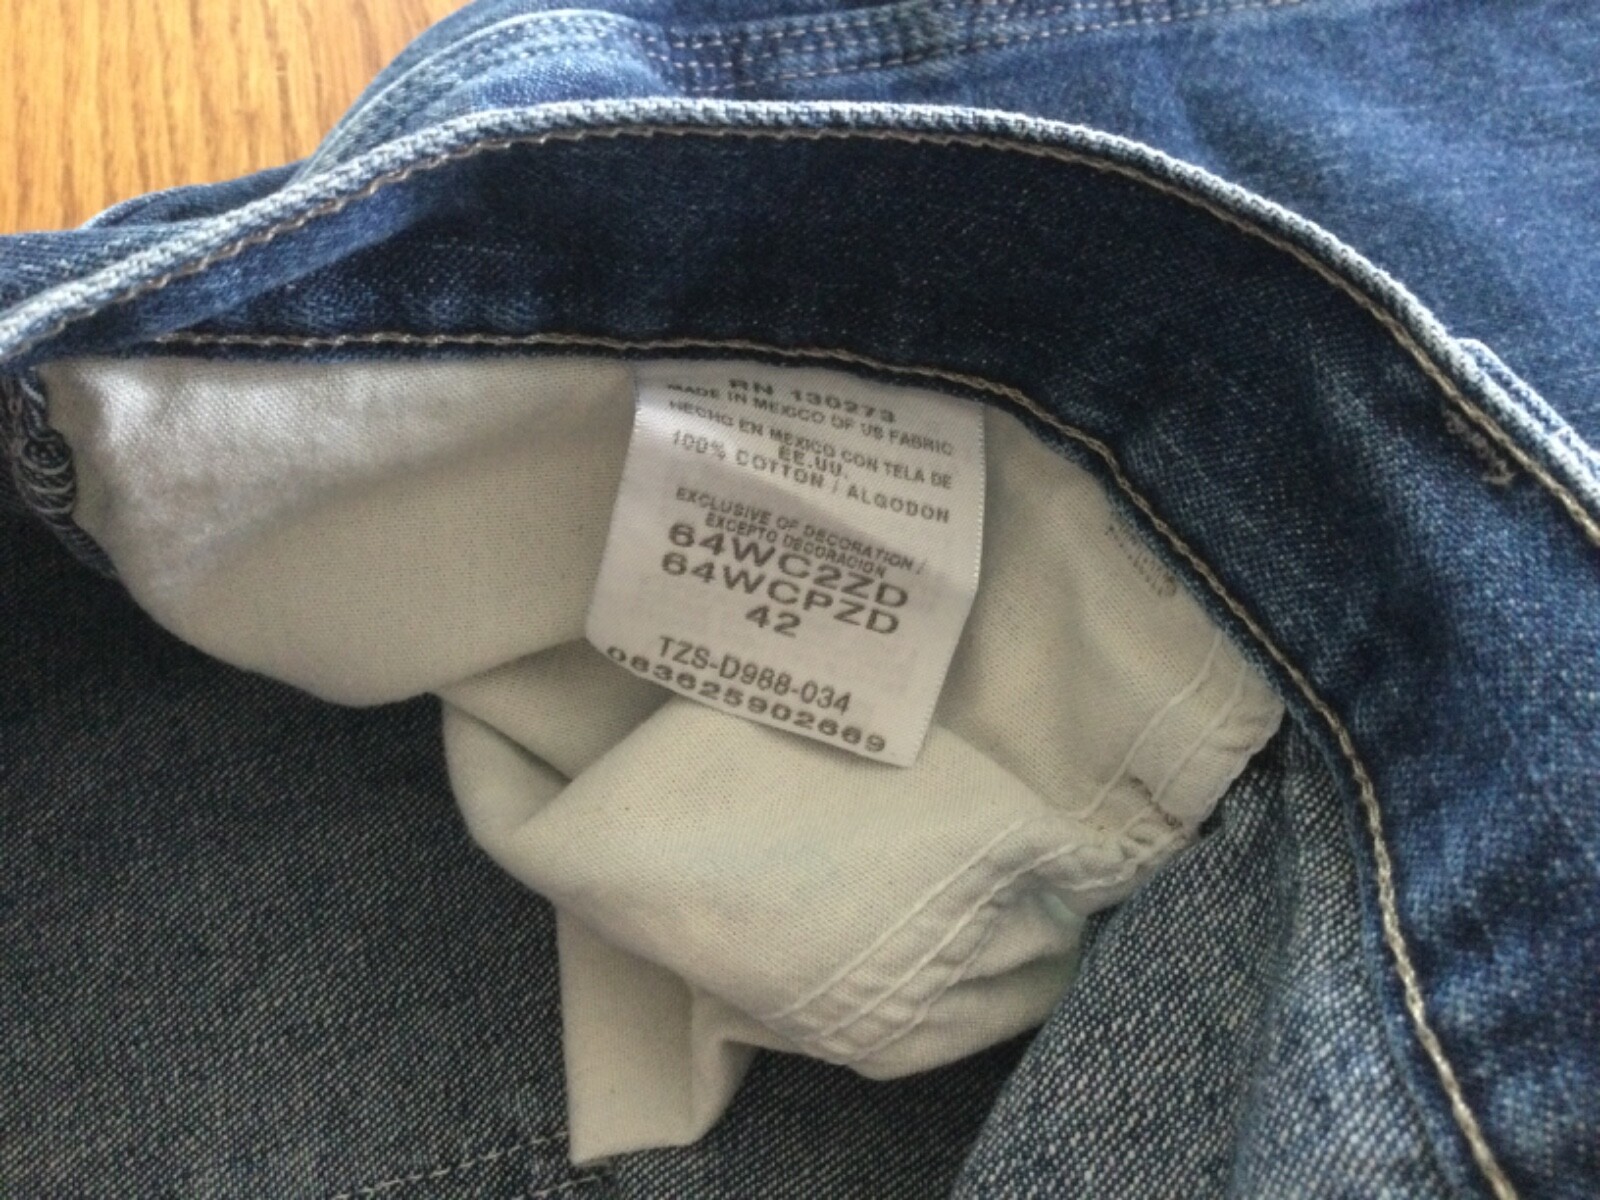 RN 130273
MADE IN MEXICO OF US FABRIC
HECHO EN MEXICO CON TELA DE
EE.UU.
100% COTTON / ALGODON
EXCLUSIVE OF DECORATION /
EXCEPTO DECORACION
64WC2ZD
64WCPZD
42
TZS-D988-034
083625902669